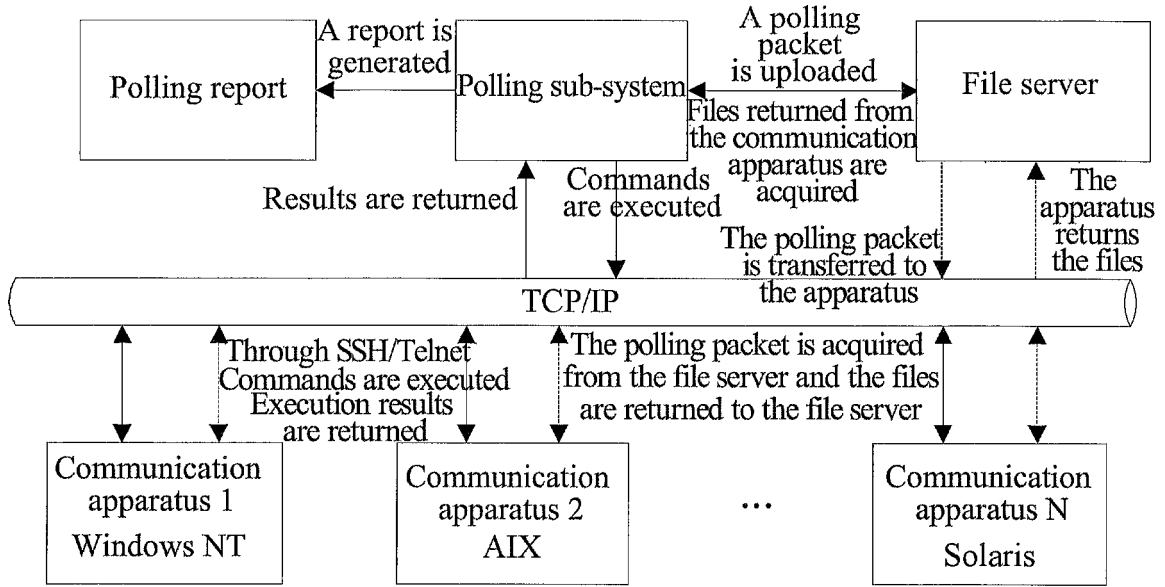 Polling report
A report is
generated
Polling sub-system
A polling
packet
is uploaded
Files returned from
the communication
apparatus are
acquired
File server
Results are returned
Commands
are executed
The polling packet
is transferred to
the apparatus
The
apparatus
returns
the files
TCP/IP
Through SSH/Telnet
Commands are executed
Execution results
are returned
The polling packet is acquired
from the file server and the files
are returned to the file server
Communication
apparatus 1
Windows NT
Communication
apparatus 2
AIX
...
Communication
apparatus N
Solaris